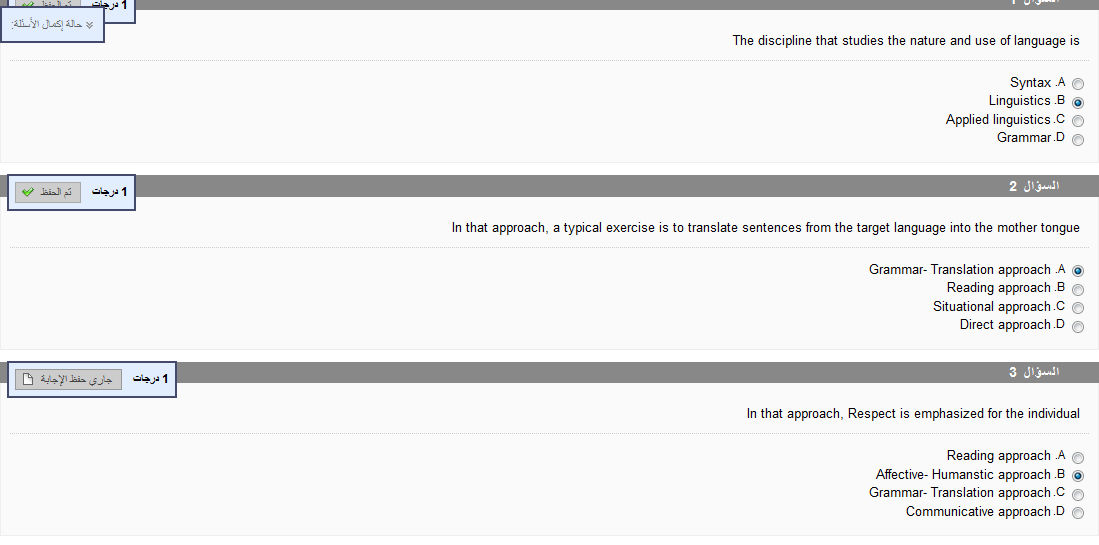 السؤال 1
1 درجات تم الحفظ
حالة إكمال الأسئلة:
The discipline that studies the nature and use of language is
Syntax .A
Linguistics .B
Applied linguistics .C
Grammar .D
السؤال 2
1 درجات تم الحفظ
In that approach, a typical exercise is to translate sentences from the target language into the mother tongue
Grammar- Translation approach .A
Reading approach .B
Situational approach .C
Direct approach .D
السؤال 3
1 درجات جاري حفظ الإجابة
In that approach, Respect is emphasized for the individual
Reading approach .A
Affective- Humanstic approach .B
Grammar- Translation approach .C
Communicative approach .D